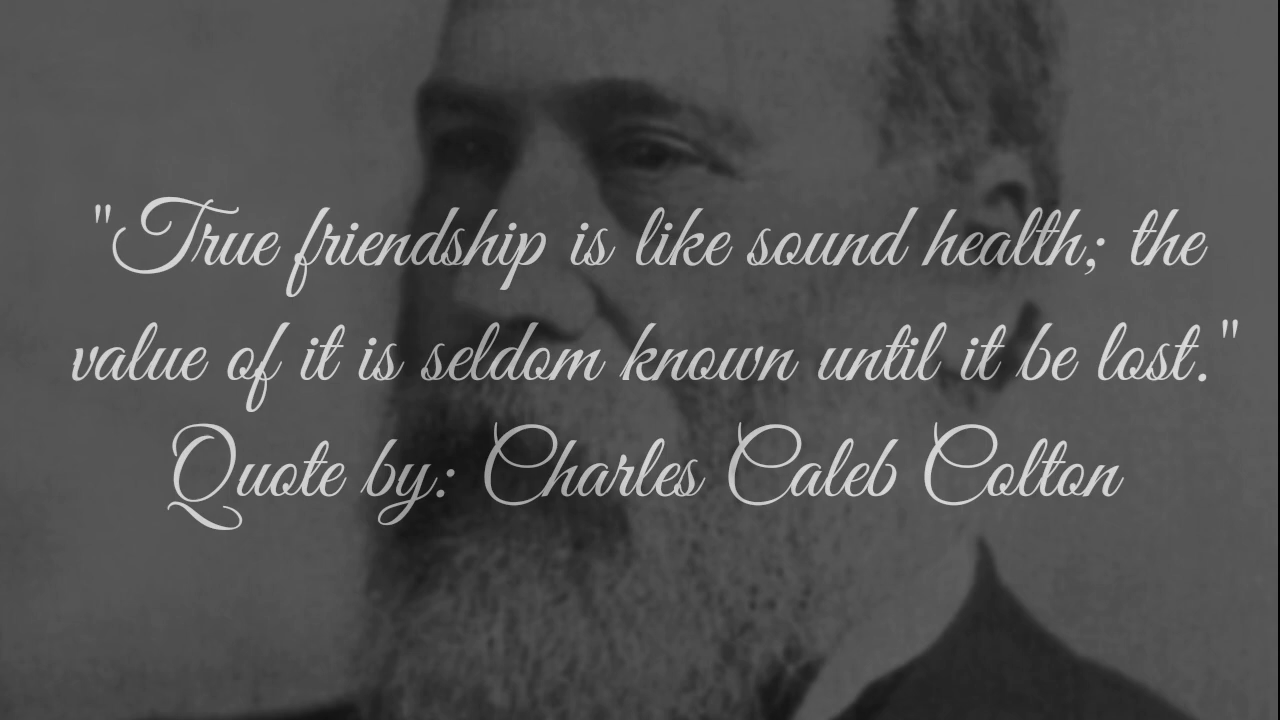 "True friendship is like sound health; the
value of it is seldom known until it be lost."
Quote by: Charles Caleb Colton